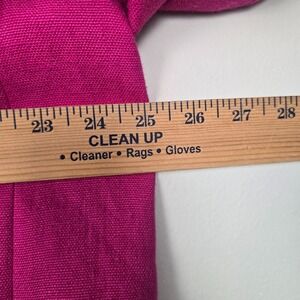 23 24 25 26 27 28
CLEAN UP
• Cleaner • Rags • Gloves